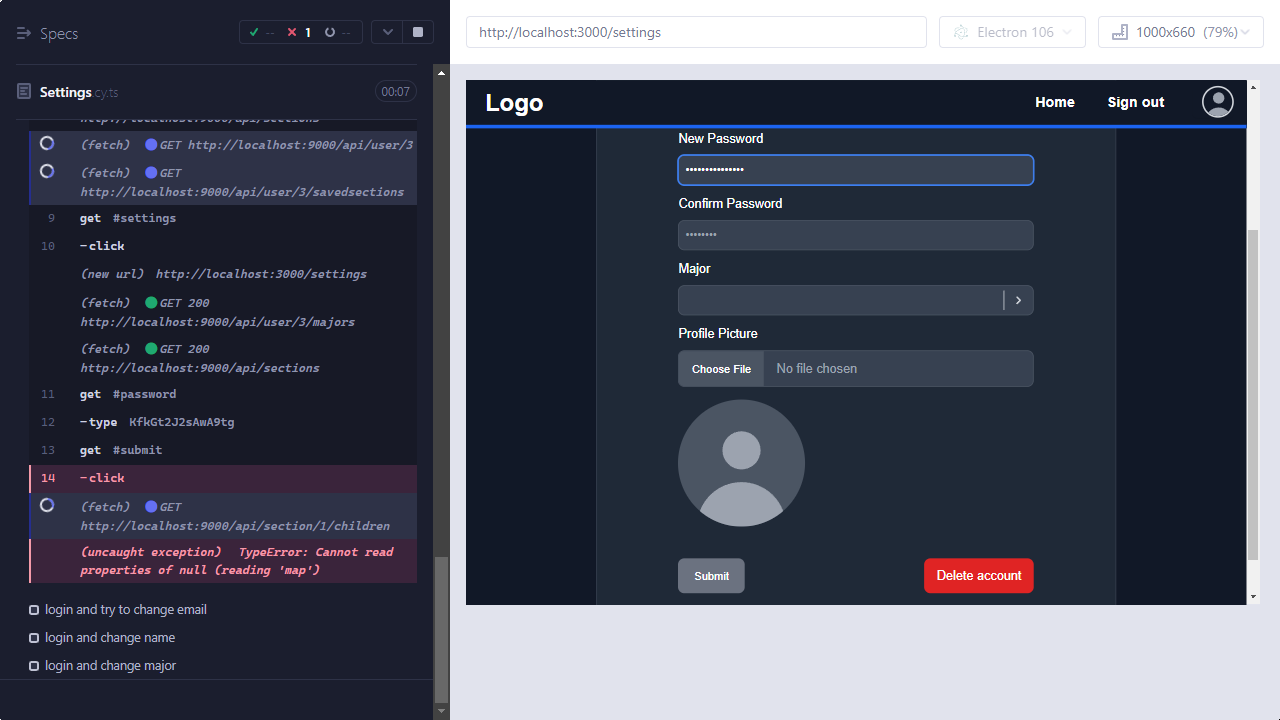 Specs
-- 1 --
http://localhost:3000/settings
Electron 106
1000x660 (79%)
Settings.cy.ts
00:07
http://localhost:9000/api/sections
(fetch) GET http://localhost:9000/api/user/3
(fetch) GET
http://localhost:9000/api/user/3/savedsections
9 get #settings
10 -click
(new url) http://localhost:3000/settings
(fetch) GET 200
http://localhost:9000/api/user/3/majors
(fetch) GET 200
http://localhost:9000/api/sections
11 get #password
12 -type KfkGt2J2sAwA9tg
13 get #submit
14 -click
(fetch) GET
http://localhost:9000/api/section/1/children
(uncaught exception) TypeError: Cannot read
properties of null (reading 'map')
login and try to change email
login and change name
login and change major
Logo
Home
Sign out
New Password
•••••••••••••••
Confirm Password
••••••••
Major
Profile Picture
Choose File No file chosen
Submit
Delete account